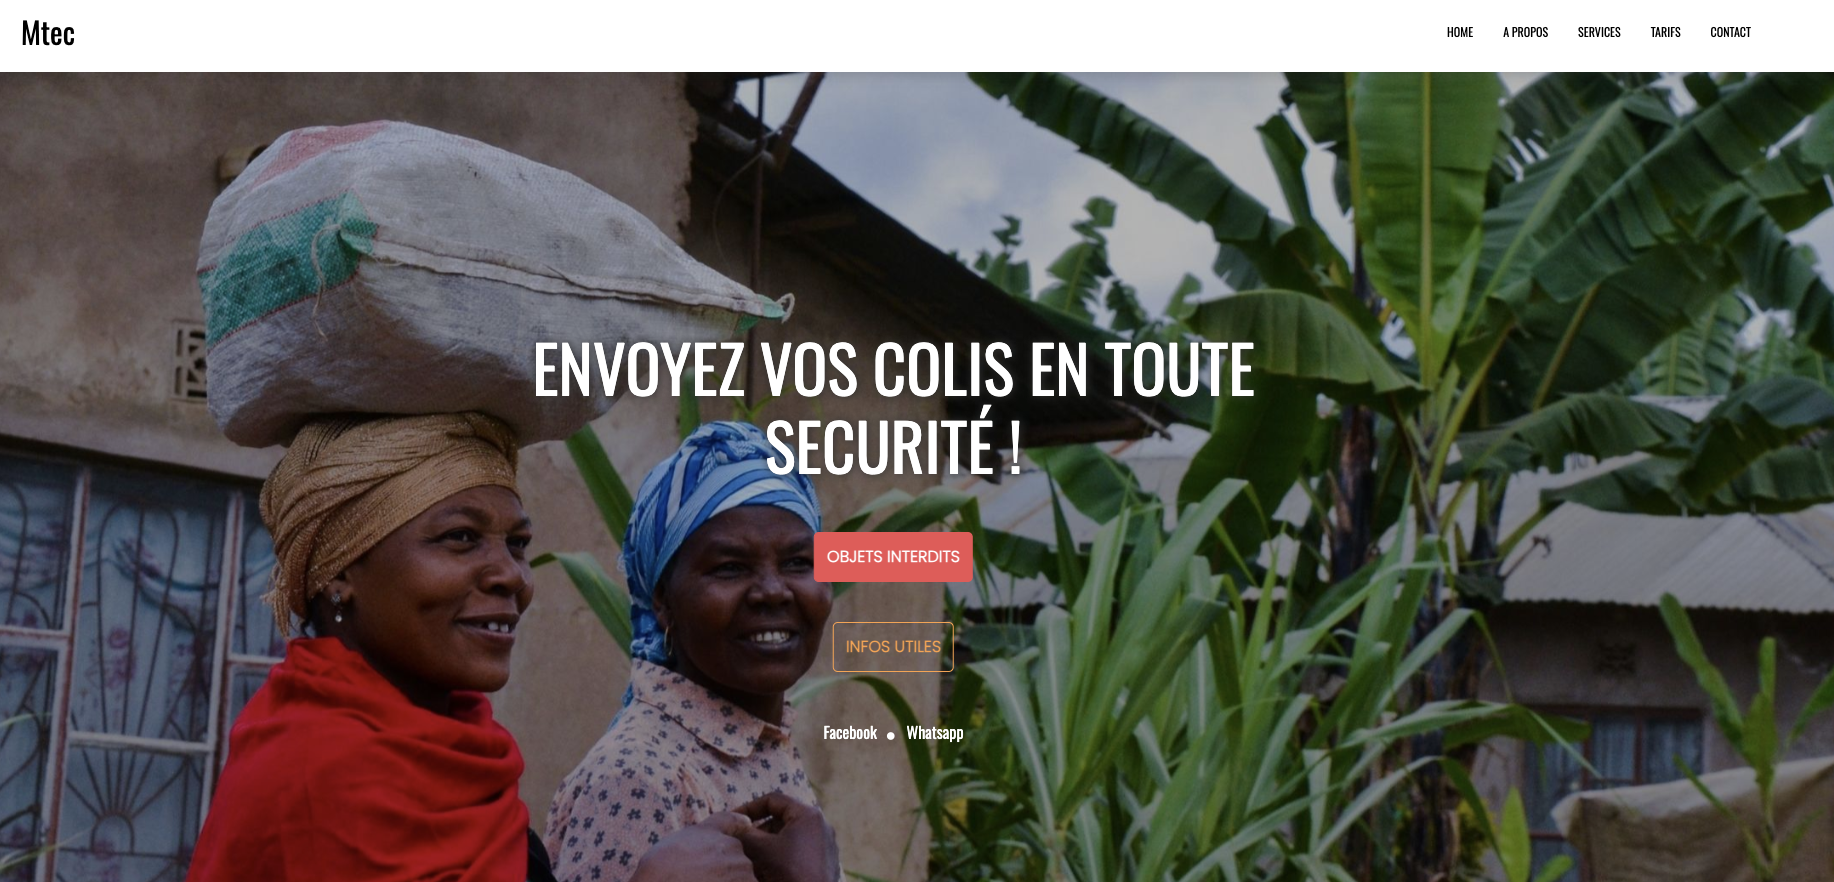 Mtec
HOME A PROPOS SERVICES TARIFS CONTACT
ENVOYEZ VOS COLIS EN TOUTE
SECURITÉ !
OBJETS INTERDITS
INFOS UTILES
Facebook ● Whatsapp